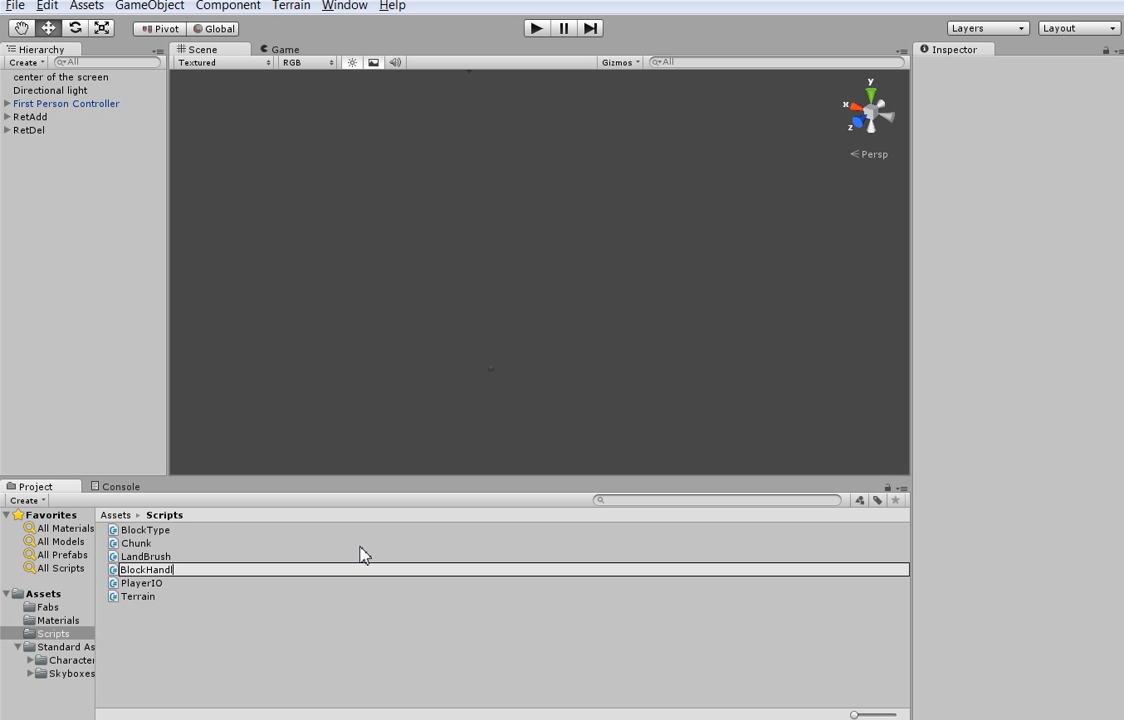 File Edit Assets GameObject Component Terrain Window Help
Pivot Global Layers Layout
Hierarchy Scene Game Inspector
Create All Textured RGB Gizmos All
center of the screen
Directional light
First Person Controller
RetAdd
RetDel
y
x
z
Persp
Project Console
Create
Favorites
All Materials
All Models
All Prefabs
All Scripts
Assets
Fabs
Materials
Scripts
Standard As
Character
Skyboxes
Assets Scripts
BlockType
Chunk
LandBrush
BlockHandl
PlayerIO
Terrain